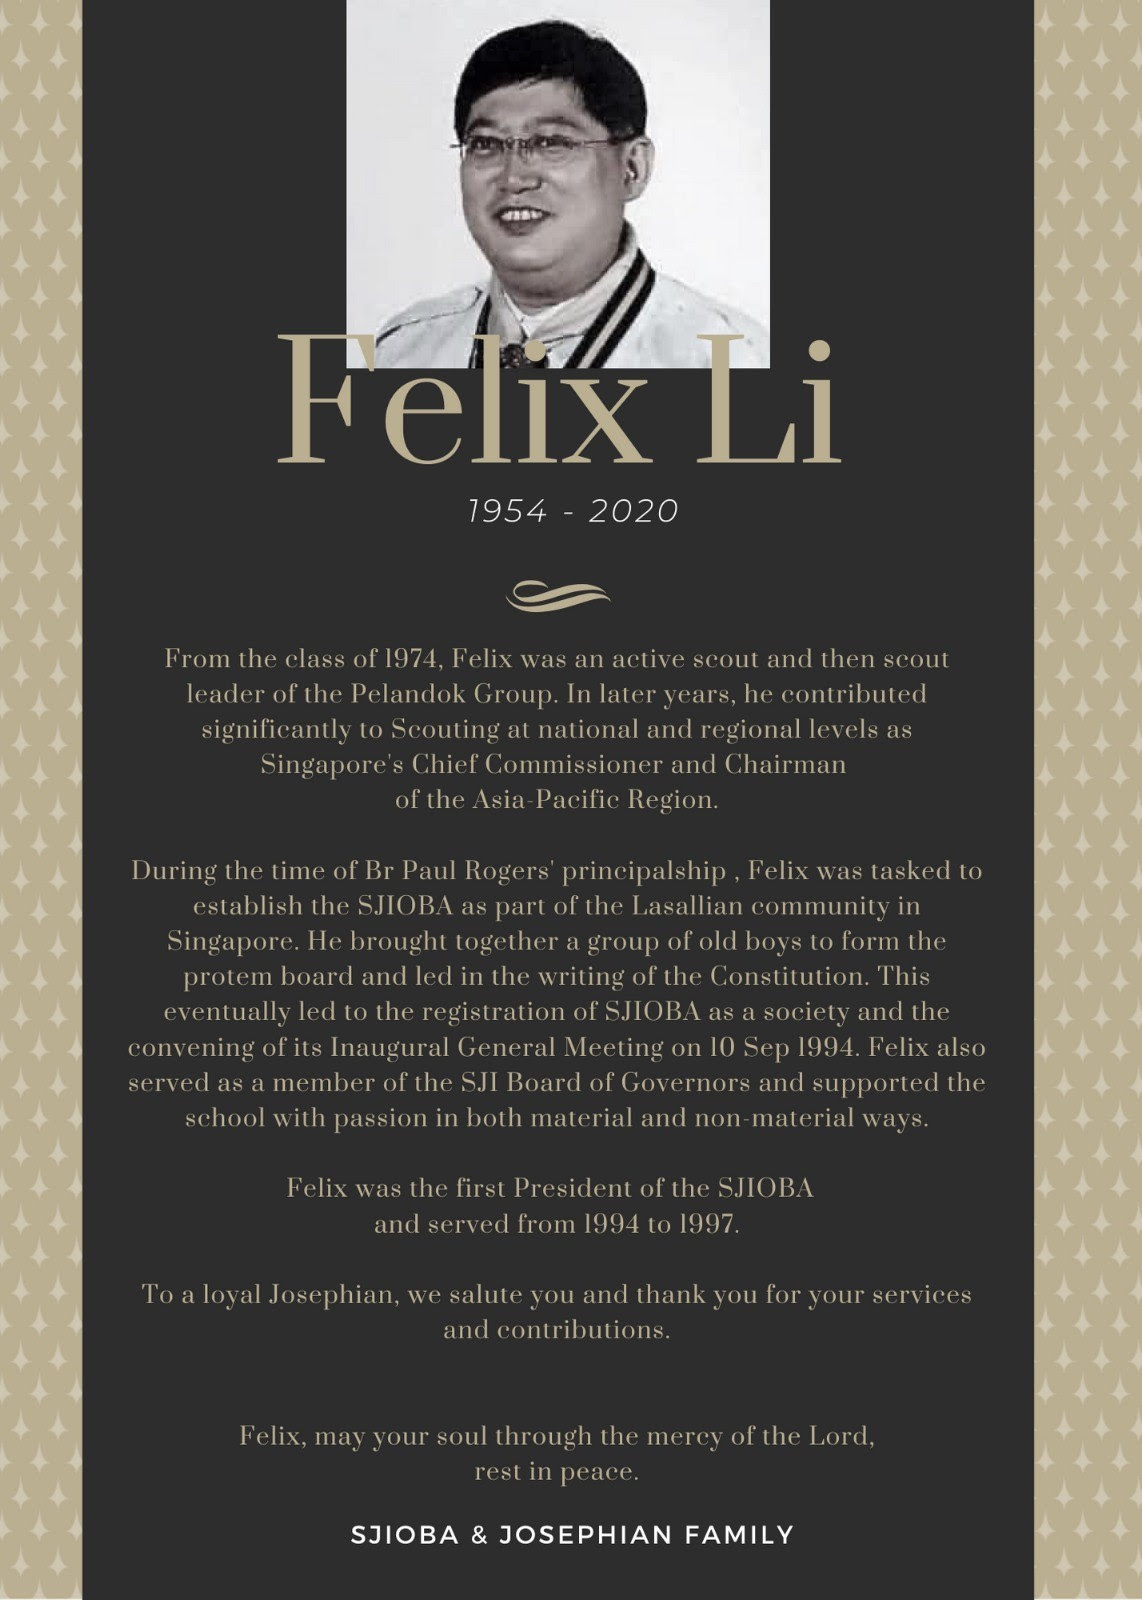 Felix Li
1954 - 2020
From the class of 1974, Felix was an active scout and then scout
leader of the Pelandok Group. In later years, he contributed
significantly to Scouting at national and regional levels as
Singapore's Chief Commissioner and Chairman
of the Asia-Pacific Region.
During the time of Br Paul Rogers' principalship , Felix was tasked to
establish the SJIOBA as part of the Lasallian community in
Singapore. He brought together a group of old boys to form the
protem board and led in the writing of the Constitution. This
eventually led to the registration of SJIOBA as a society and the
convening of its Inaugural General Meeting on 10 Sep 1994. Felix also
served as a member of the SJI Board of Governors and supported the
school with passion in both material and non-material ways.
Felix was the first President of the SJIOBA
and served from 1994 to 1997.
To a loyal Josephian, we salute you and thank you for your services
and contributions.
Felix, may your soul through the mercy of the Lord,
rest in peace.
SJIOBA & JOSEPHIAN FAMILY